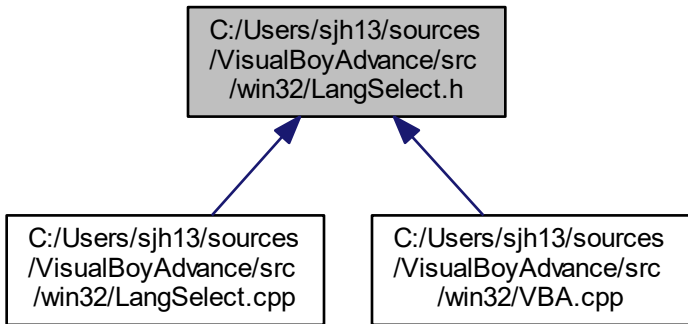 C:/Users/sjh13/sources
/VisualBoyAdvance/src
/win32/LangSelect.h
C:/Users/sjh13/sources
/VisualBoyAdvance/src
/win32/LangSelect.cpp
C:/Users/sjh13/sources
/VisualBoyAdvance/src
/win32/VBA.cpp